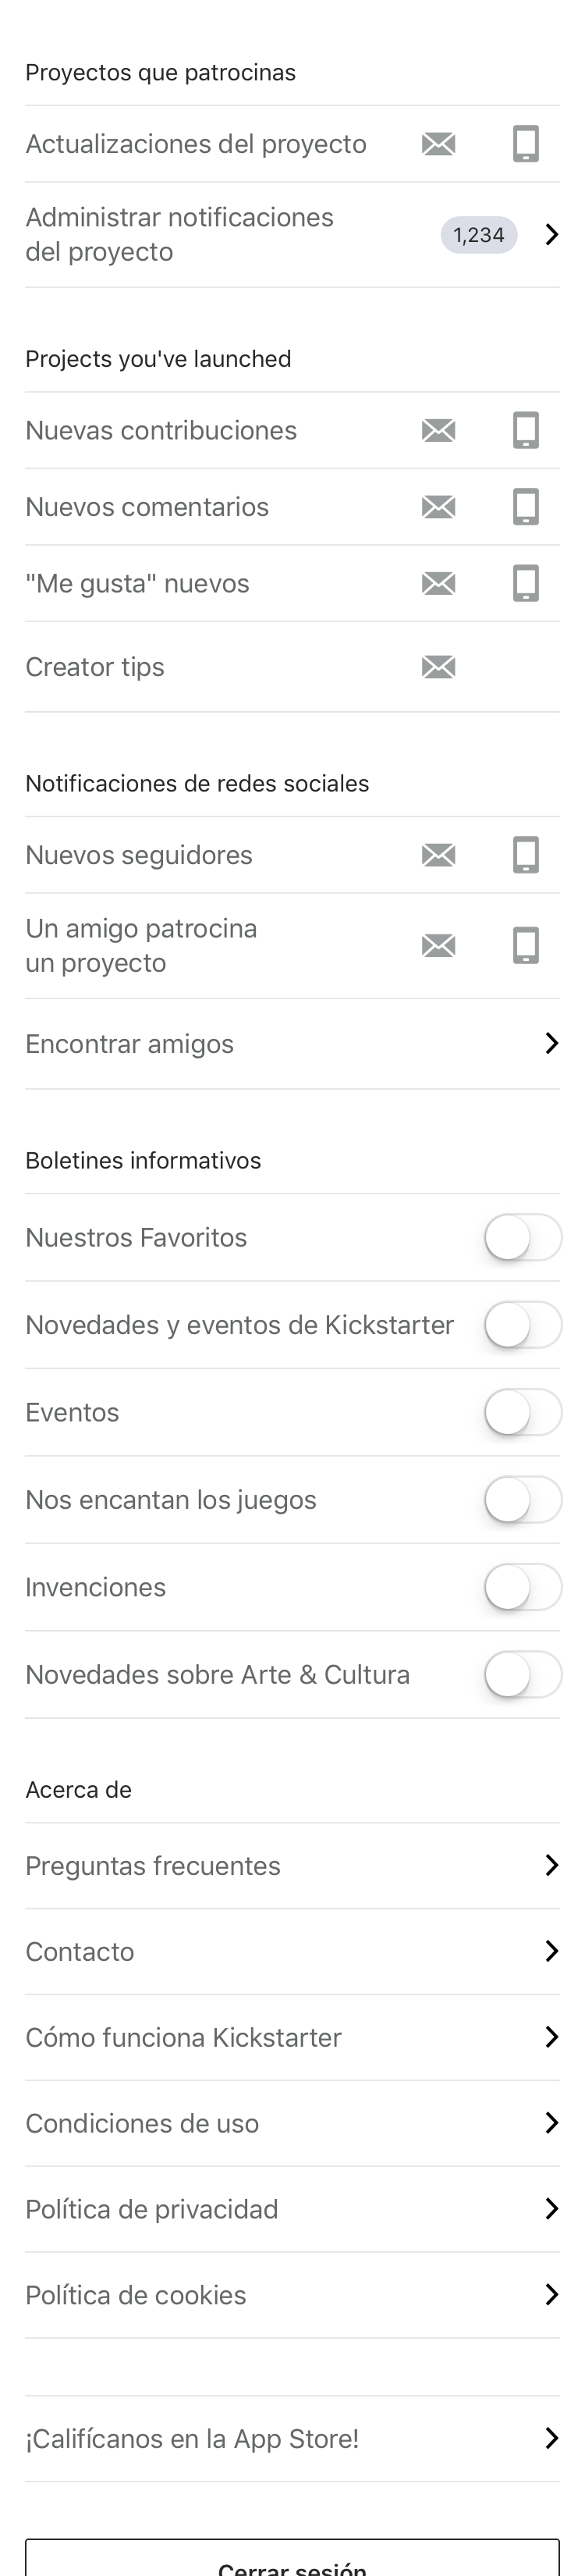 Proyectos que patrocinas
Actualizaciones del proyecto
Administrar notificaciones
del proyecto
1,234
Projects you've launched
Nuevas contribuciones
Nuevos comentarios
"Me gusta" nuevos
Creator tips
Notificaciones de redes sociales
Nuevos seguidores
Un amigo patrocina
un proyecto
Encontrar amigos
Boletines informativos
Nuestros Favoritos
Novedades y eventos de Kickstarter
Eventos
Nos encantan los juegos
Invenciones
Novedades sobre Arte & Cultura
Acerca de
Preguntas frecuentes
Contacto
Cómo funciona Kickstarter
Condiciones de uso
Política de privacidad
Política de cookies
¡Califícanos en la App Store!
Cerrar sesión